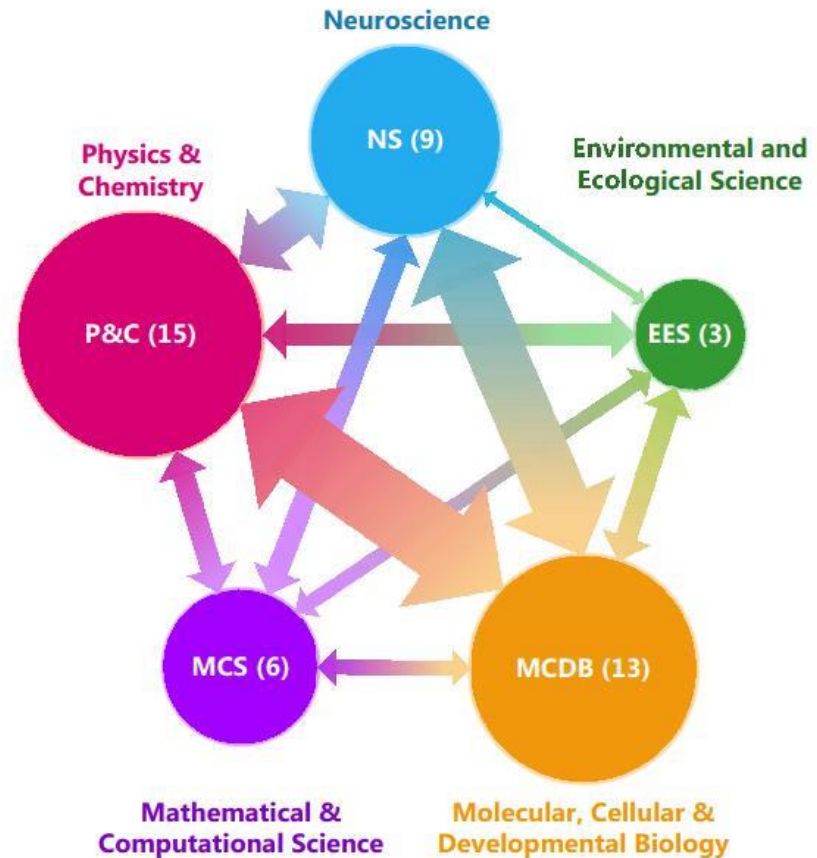 Neuroscience
NS (9)
Physics &
Chemistry
Environmental and
Ecological Science
P&C (15)
EES (3)
MCS (6)
MCDB (13)
Mathematical &
Computational Science
Molecular, Cellular &
Developmental Biology